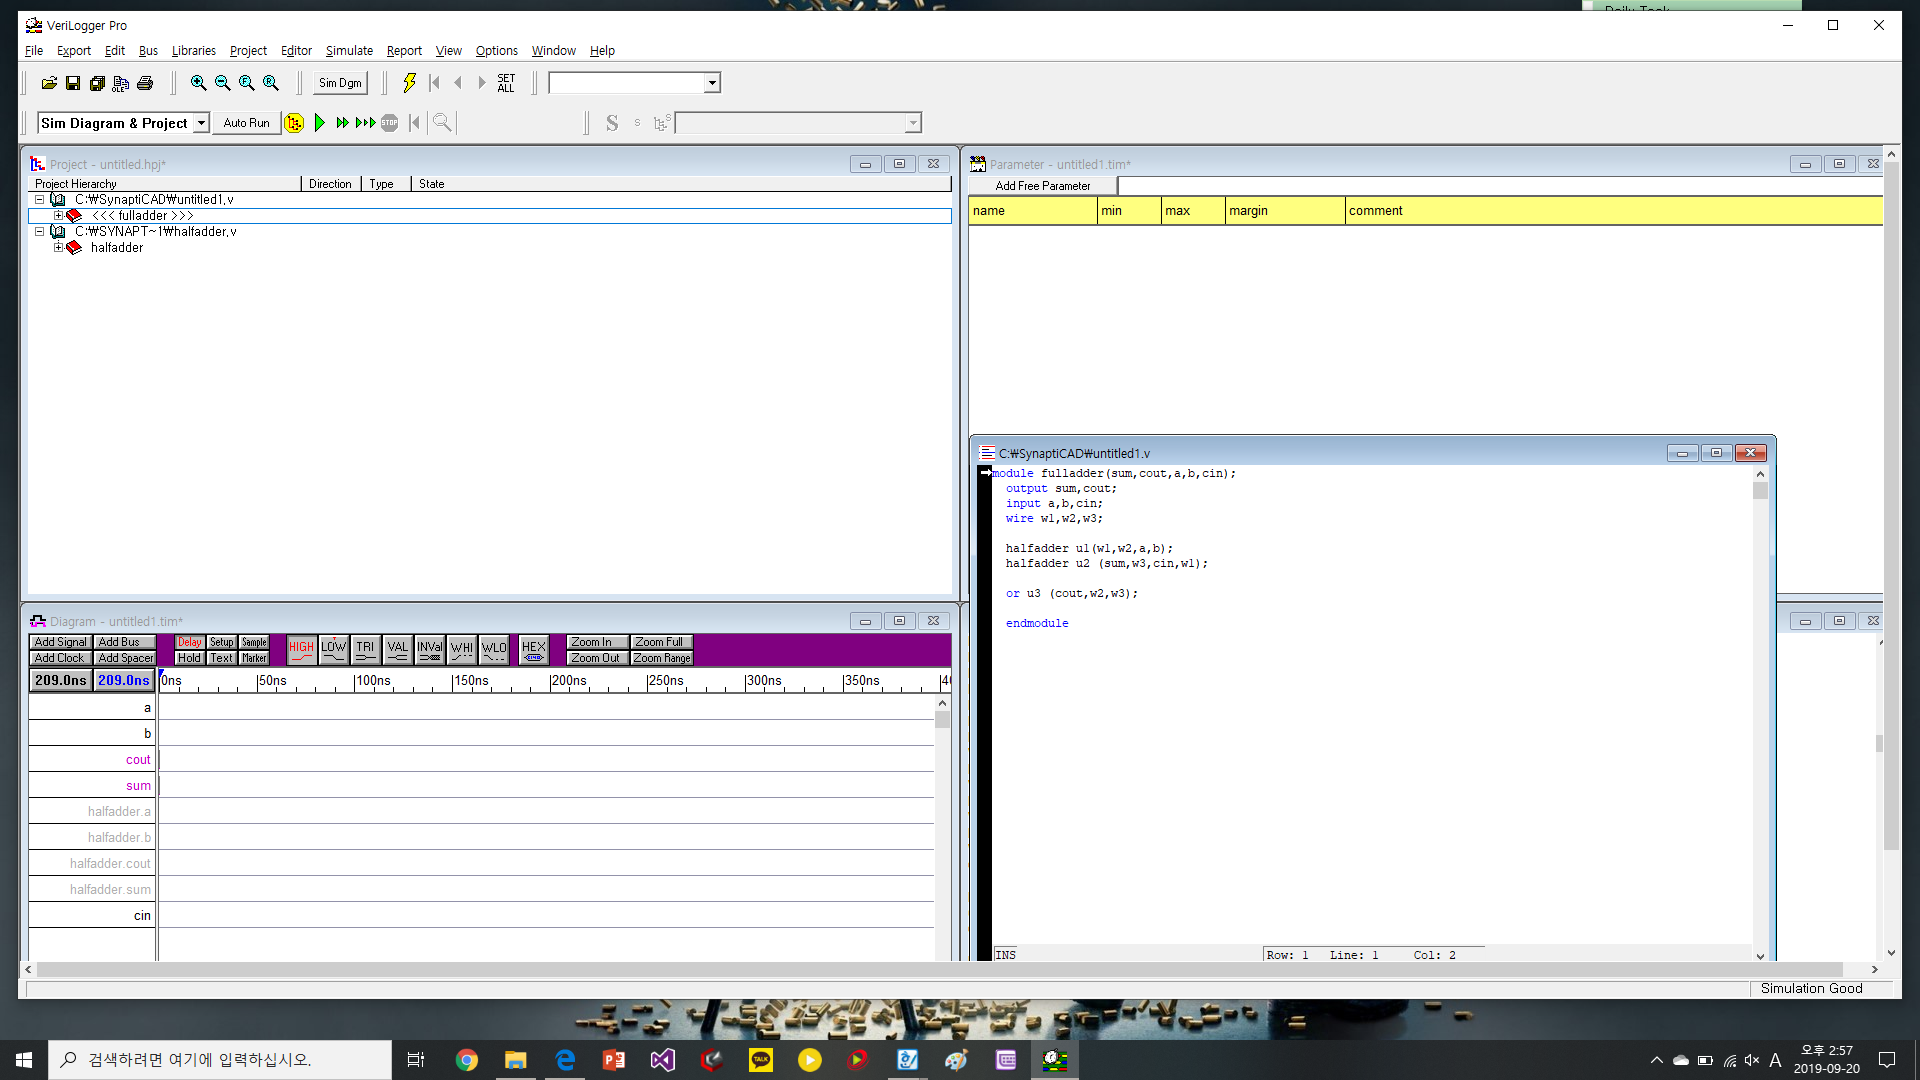 Daily Task
VeriLogger Pro
File Export Edit Bus Libraries Project Editor Simulate Report View Options Window Help
OLE Sim Dgm SET ALL
Sim Diagram & Project Auto Run STOP S s S
Project - untitled.hpj*
Project Hierarchy Direction Type State
C:₩SynaptiCAD₩untitled1.v
<<< fulladder >>>
C:₩SYNAPT~1₩halfadder.v
halfadder
Parameter - untitled1.tim*
Add Free Parameter
name min max margin comment
C:₩SynaptiCAD₩untitled1.v
module fulladder(sum,cout,a,b,cin);
output sum,cout;
input a,b,cin;
wire w1,w2,w3;
halfadder u1(w1,w2,a,b);
halfadder u2 (sum,w3,cin,w1);
or u3 (cout,w2,w3);
endmodule
INS Row: 1 Line: 1 Col: 2
Diagram - untitled1.tim*
Add Signal Add Bus Delay Setup Sample HIGH LOW TRI VAL INVal WHI WLO HEX Zoom In Zoom Full
Add Clock Add Spacer Hold Text Marker Zoom Out Zoom Range
209.0ns 209.0ns 0ns 50ns 100ns 150ns 200ns 250ns 300ns 350ns 40
a
b
cout
sum
halfadder.a
halfadder.b
halfadder.cout
halfadder.sum
cin
Simulation Good
검색하려면 여기에 입력하십시오.
TALK
A
오후 2:57
2019-09-20